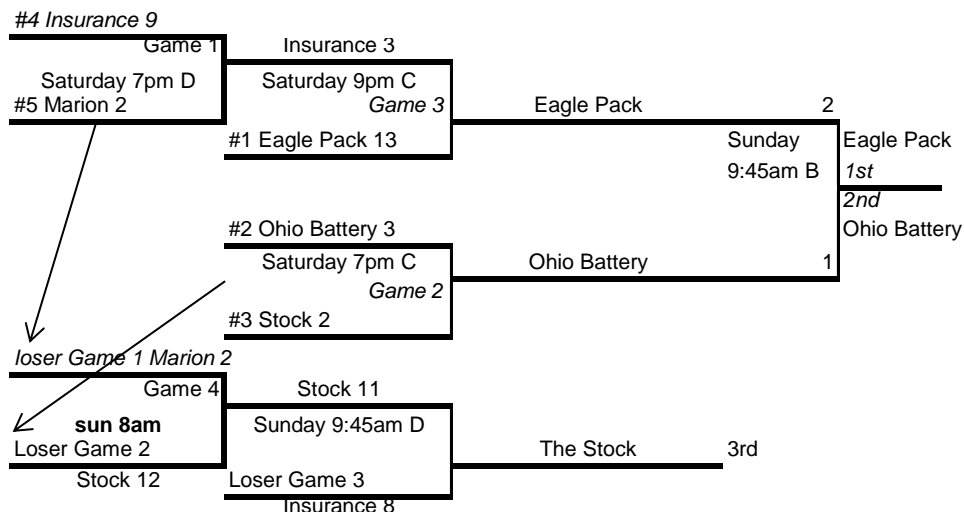 #4 Insurance 9
Game 1
Insurance 3
Saturday 7pm D
Saturday 9pm C
#5 Marion 2
Game 3
Eagle Pack 2
#1 Eagle Pack 13
Sunday
9:45am B
Eagle Pack
1st
2nd
Ohio Battery
#2 Ohio Battery 3
Saturday 7pm C
Ohio Battery 1
Game 2
#3 Stock 2
loser Game 1 Marion 2
Game 4
Stock 11
sun 8am
Sunday 9:45am D
Loser Game 2
The Stock 3rd
Stock 12
Loser Game 3
Insurance 8